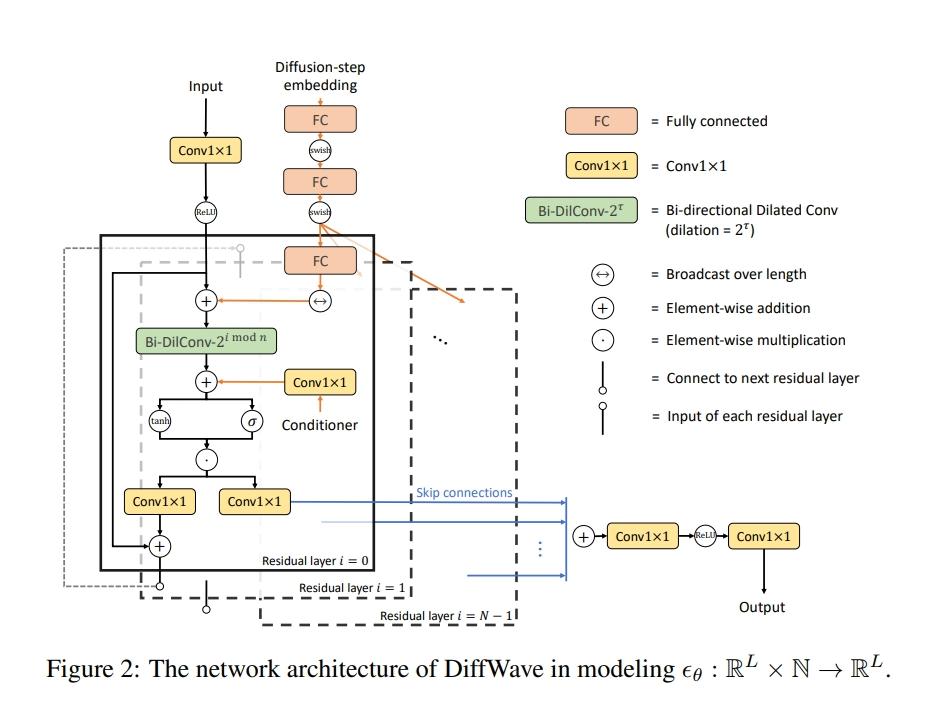 Input
Diffusion-step
embedding
FC
Conv1×1
swish
FC
ReLU
swish
FC
+
↔
Bi-DilConv-2^{i mod n}
+
Conv1×1
Conditioner
tanh
σ
·
Conv1×1
Conv1×1
+
Residual layer i = 0
Residual layer i = 1
Residual layer i = N − 1
Skip connections
+
Conv1×1
ReLU
Conv1×1
Output
FC = Fully connected
Conv1×1 = Conv1×1
Bi-DilConv-2^τ = Bi-directional Dilated Conv
(dilation = 2^τ)
↔ = Broadcast over length
+ = Element-wise addition
· = Element-wise multiplication
= Connect to next residual layer
= Input of each residual layer
Figure 2: The network architecture of DiffWave in modeling ϵ_θ : ℝ^L × ℕ → ℝ^L.